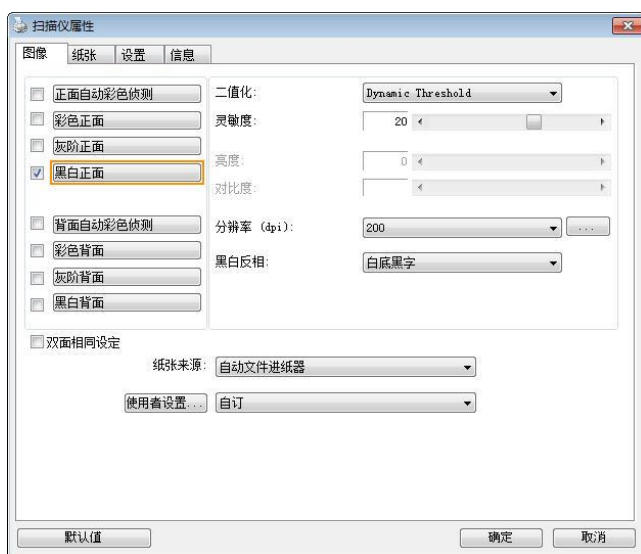 扫描仪属性
图像 纸张 设置 信息
正面自动彩色侦测
彩色正面
灰阶正面
黑白正面
背面自动彩色侦测
彩色背面
灰阶背面
黑白背面
二值化: Dynamic Threshold
灵敏度: 20
亮度: 0
对比度:
分辨率 (dpi): 200 ...
黑白反相: 白底黑字
双面相同设定
纸张来源: 自动文件进纸器
使用者设置... 自订
默认值 确定 取消